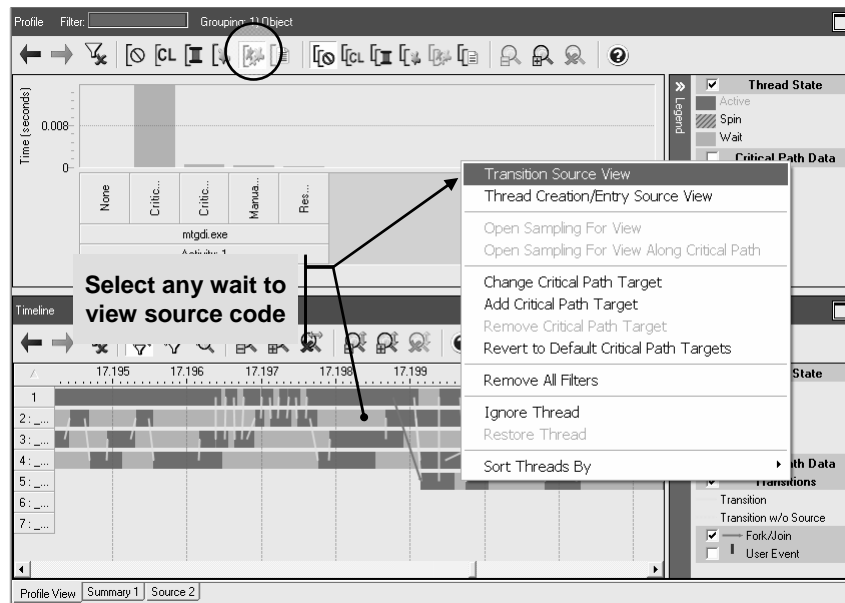 Profile Filter: Grouping: 1) Object
CL CL
Time (seconds)
0.008
0
None
Critic...
Critic...
Manua...
Res...
mtgdi.exe
Activity 1
Legend
Thread State
Active
Spin
Wait
Critical Path Data
Transition Source View
Thread Creation/Entry Source View
Open Sampling For View
Open Sampling For View Along Critical Path
Change Critical Path Target
Add Critical Path Target
Remove Critical Path Target
Revert to Default Critical Path Targets
Remove All Filters
Ignore Thread
Restore Thread
Sort Threads By
Select any wait to
view source code
Timeline
17.195 17.196 17.197 17.198 17.199
1
2: _...
3: _...
4: _...
5: _...
6: _...
7: _...
State
ath Data
Transitions
Transition
Transition w/o Source
Fork/Join
User Event
Profile View Summary 1 Source 2